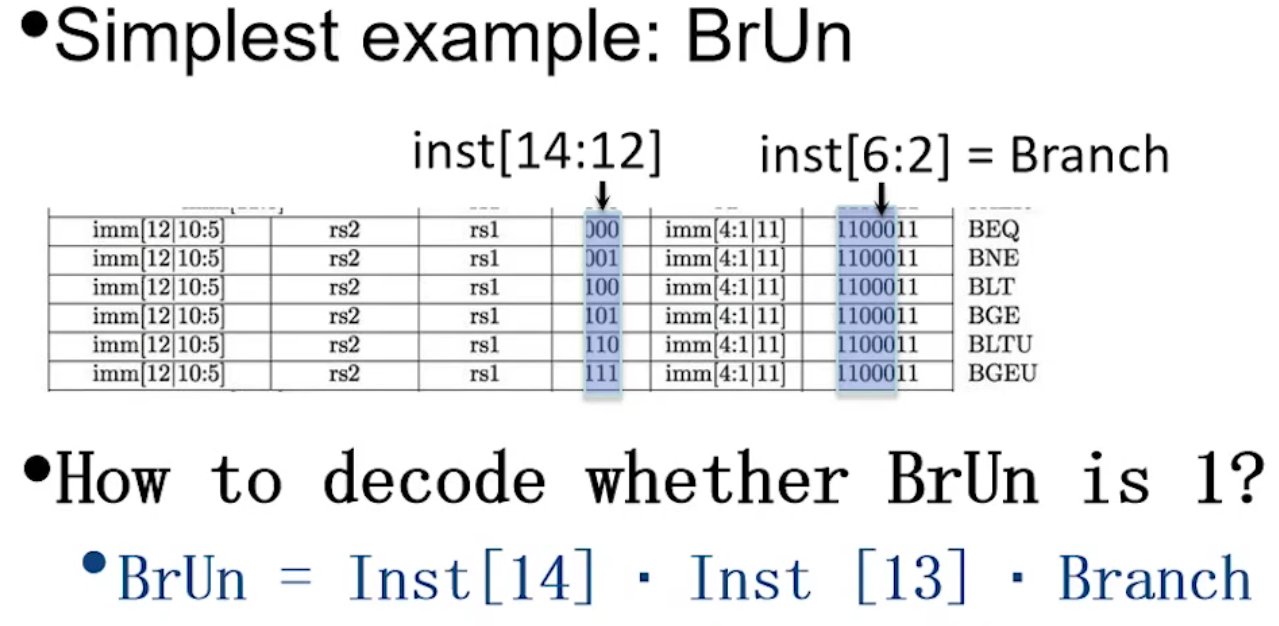 •Simplest example: BrUn
inst[14:12] inst[6:2] = Branch
imm[12|10:5] rs2 rs1 000 imm[4:1|11] 1100011 BEQ
imm[12|10:5] rs2 rs1 001 imm[4:1|11] 1100011 BNE
imm[12|10:5] rs2 rs1 100 imm[4:1|11] 1100011 BLT
imm[12|10:5] rs2 rs1 101 imm[4:1|11] 1100011 BGE
imm[12|10:5] rs2 rs1 110 imm[4:1|11] 1100011 BLTU
imm[12|10:5] rs2 rs1 111 imm[4:1|11] 1100011 BGEU
•How to decode whether BrUn is 1?
•BrUn = Inst[14] · Inst [13] · Branch